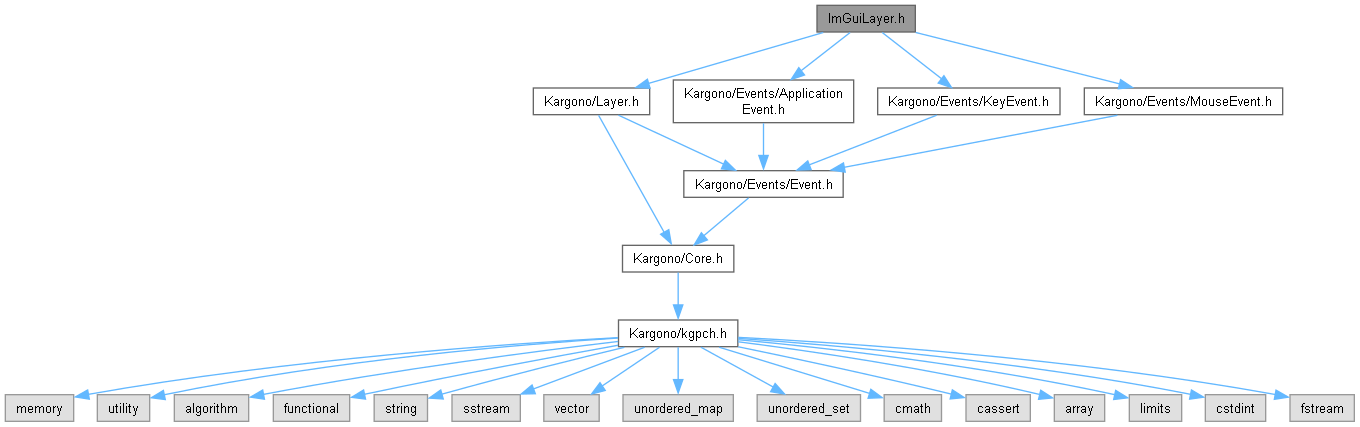 ImGuiLayer.h
Kargono/Layer.h
Kargono/Events/Application
Event.h
Kargono/Events/KeyEvent.h
Kargono/Events/MouseEvent.h
Kargono/Events/Event.h
Kargono/Core.h
Kargono/kgpch.h
memory
utility
algorithm
functional
string
sstream
vector
unordered_map
unordered_set
cmath
cassert
array
limits
cstdint
fstream